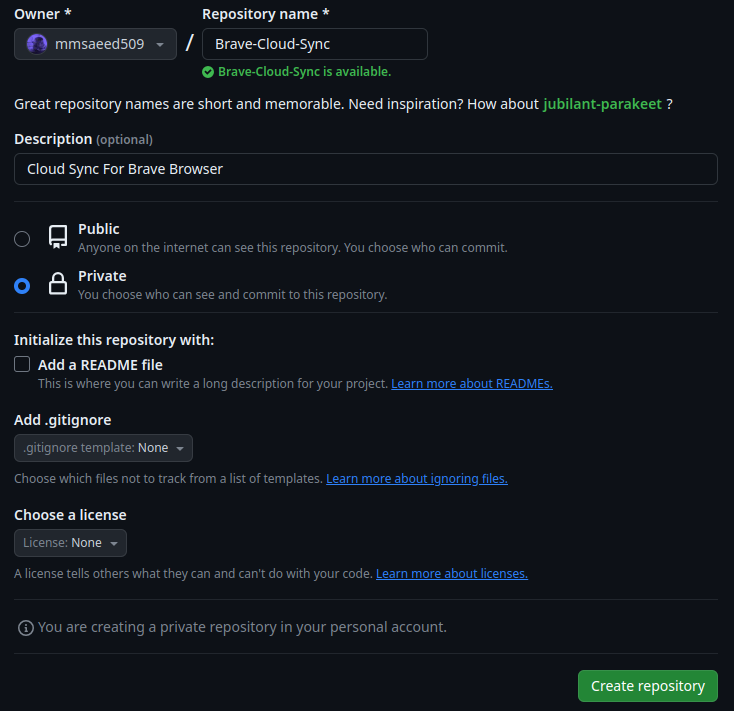 Owner * Repository name *
mmsaeed509 / Brave-Cloud-Sync
Brave-Cloud-Sync is available.
Great repository names are short and memorable. Need inspiration? How about jubilant-parakeet ?
Description (optional)
Cloud Sync For Brave Browser
Public
Anyone on the internet can see this repository. You choose who can commit.
Private
You choose who can see and commit to this repository.
Initialize this repository with:
Add a README file
This is where you can write a long description for your project. Learn more about READMEs.
Add .gitignore
.gitignore template: None
Choose which files not to track from a list of templates. Learn more about ignoring files.
Choose a license
License: None
A license tells others what they can and can't do with your code. Learn more about licenses.
You are creating a private repository in your personal account.
Create repository